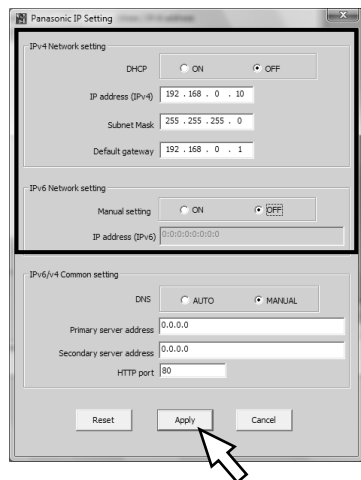 Panasonic IP Setting
IPv4 Network setting
DHCP ON OFF
IP address (IPv4) 192 . 168 . 0 . 10
Subnet Mask 255 . 255 . 255 . 0
Default gateway 192 . 168 . 0 . 1
IPv6 Network setting
Manual setting ON OFF
IP address (IPv6) 0:0:0:0:0:0:0:0
IPv6/v4 Common setting
DNS AUTO MANUAL
Primary server address 0.0.0.0
Secondary server address 0.0.0.0
HTTP port 80
Reset Apply Cancel